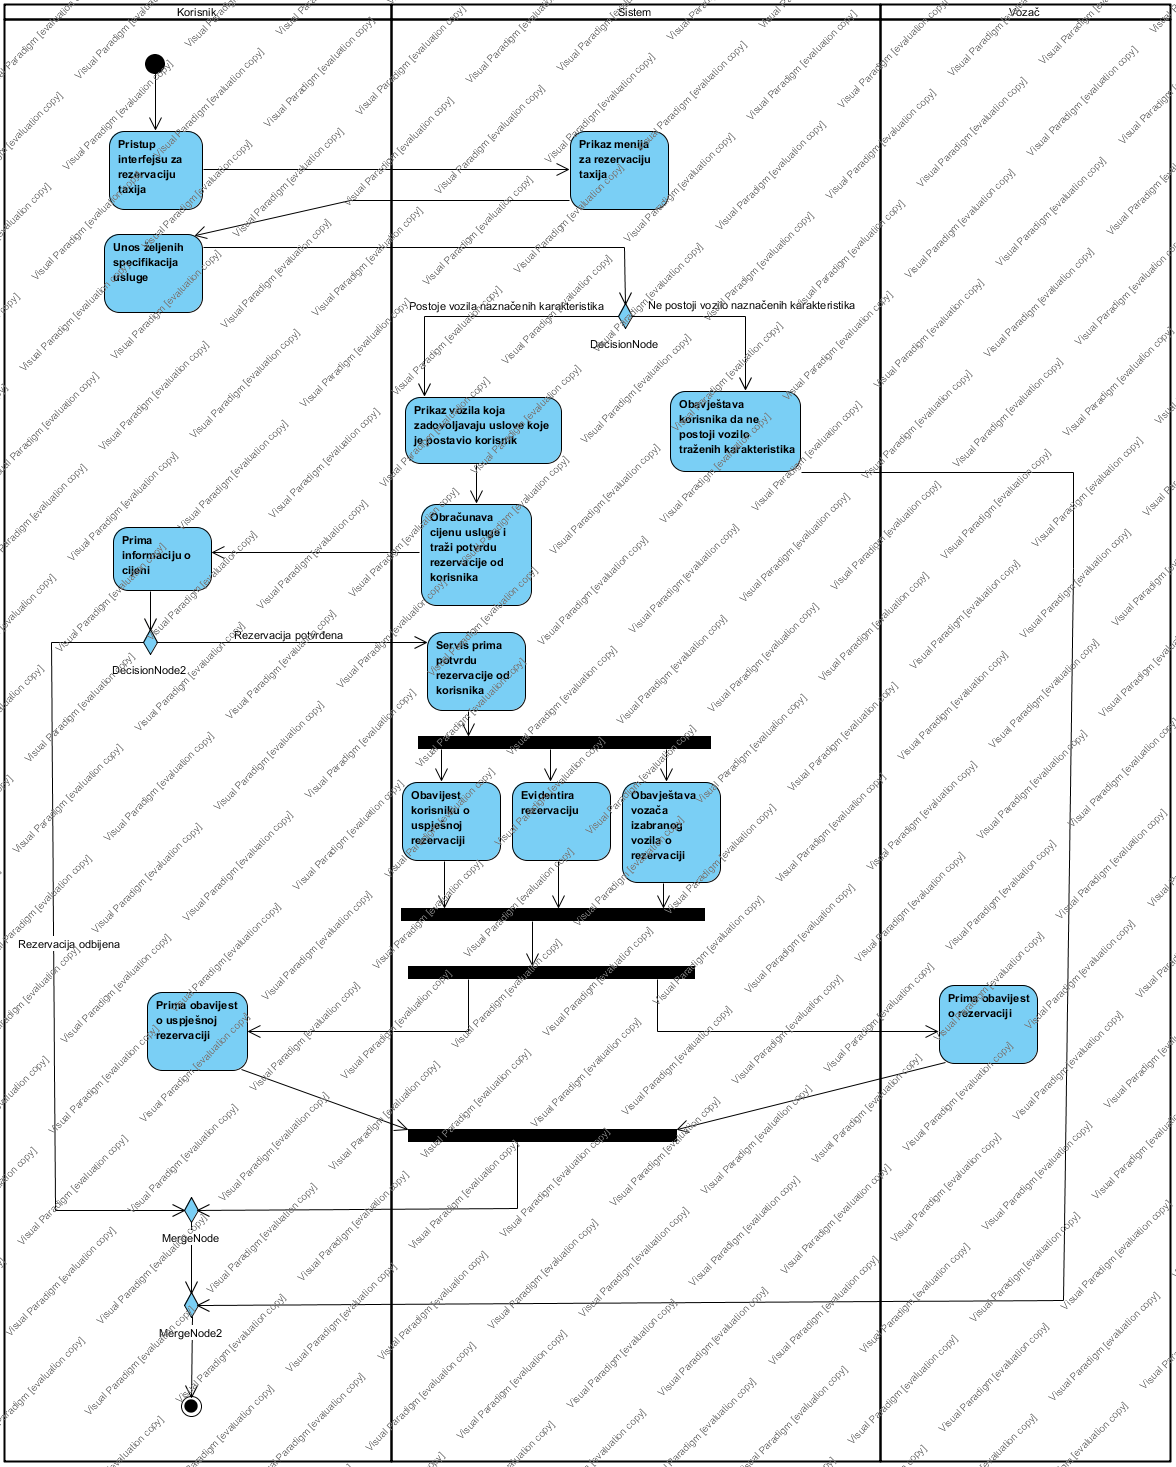 Korisnik
Sistem
Vozač
Pristup
interfejsu za
rezervaciju
taxija
Prikaz menija
za rezervaciju
taxija
Unos željenih
specifikacija
usluge
Postoje vozila naznačenih karakteristika
Ne postoji vozilo naznačenih karakteristika
DecisionNode
Prikaz vozila koja
zadovoljavaju uslove koje
je postavio korisnik
Obavještava
korisnika da ne
postoji vozilo
traženih karakteristika
Obračunava
cijenu usluge i
traži potvrdu
rezervacije od
korisnika
Prima
informaciju o
cijeni
Rezervacija potvrđena
DecisionNode2
Servis prima
potvrdu
rezervacije od
korisnika
Obavijest
korisniku o
uspješnoj
rezervaciji
Evidentira
rezervaciju
Obavještava
vozača
izabranog
vozila o
rezervaciji
Rezervacija odbijena
Prima obavijest
o uspješnoj
rezervaciji
Prima obavijest
o rezervaciji
MergeNode
MergeNode2
Visual Paradigm [evaluation copy]